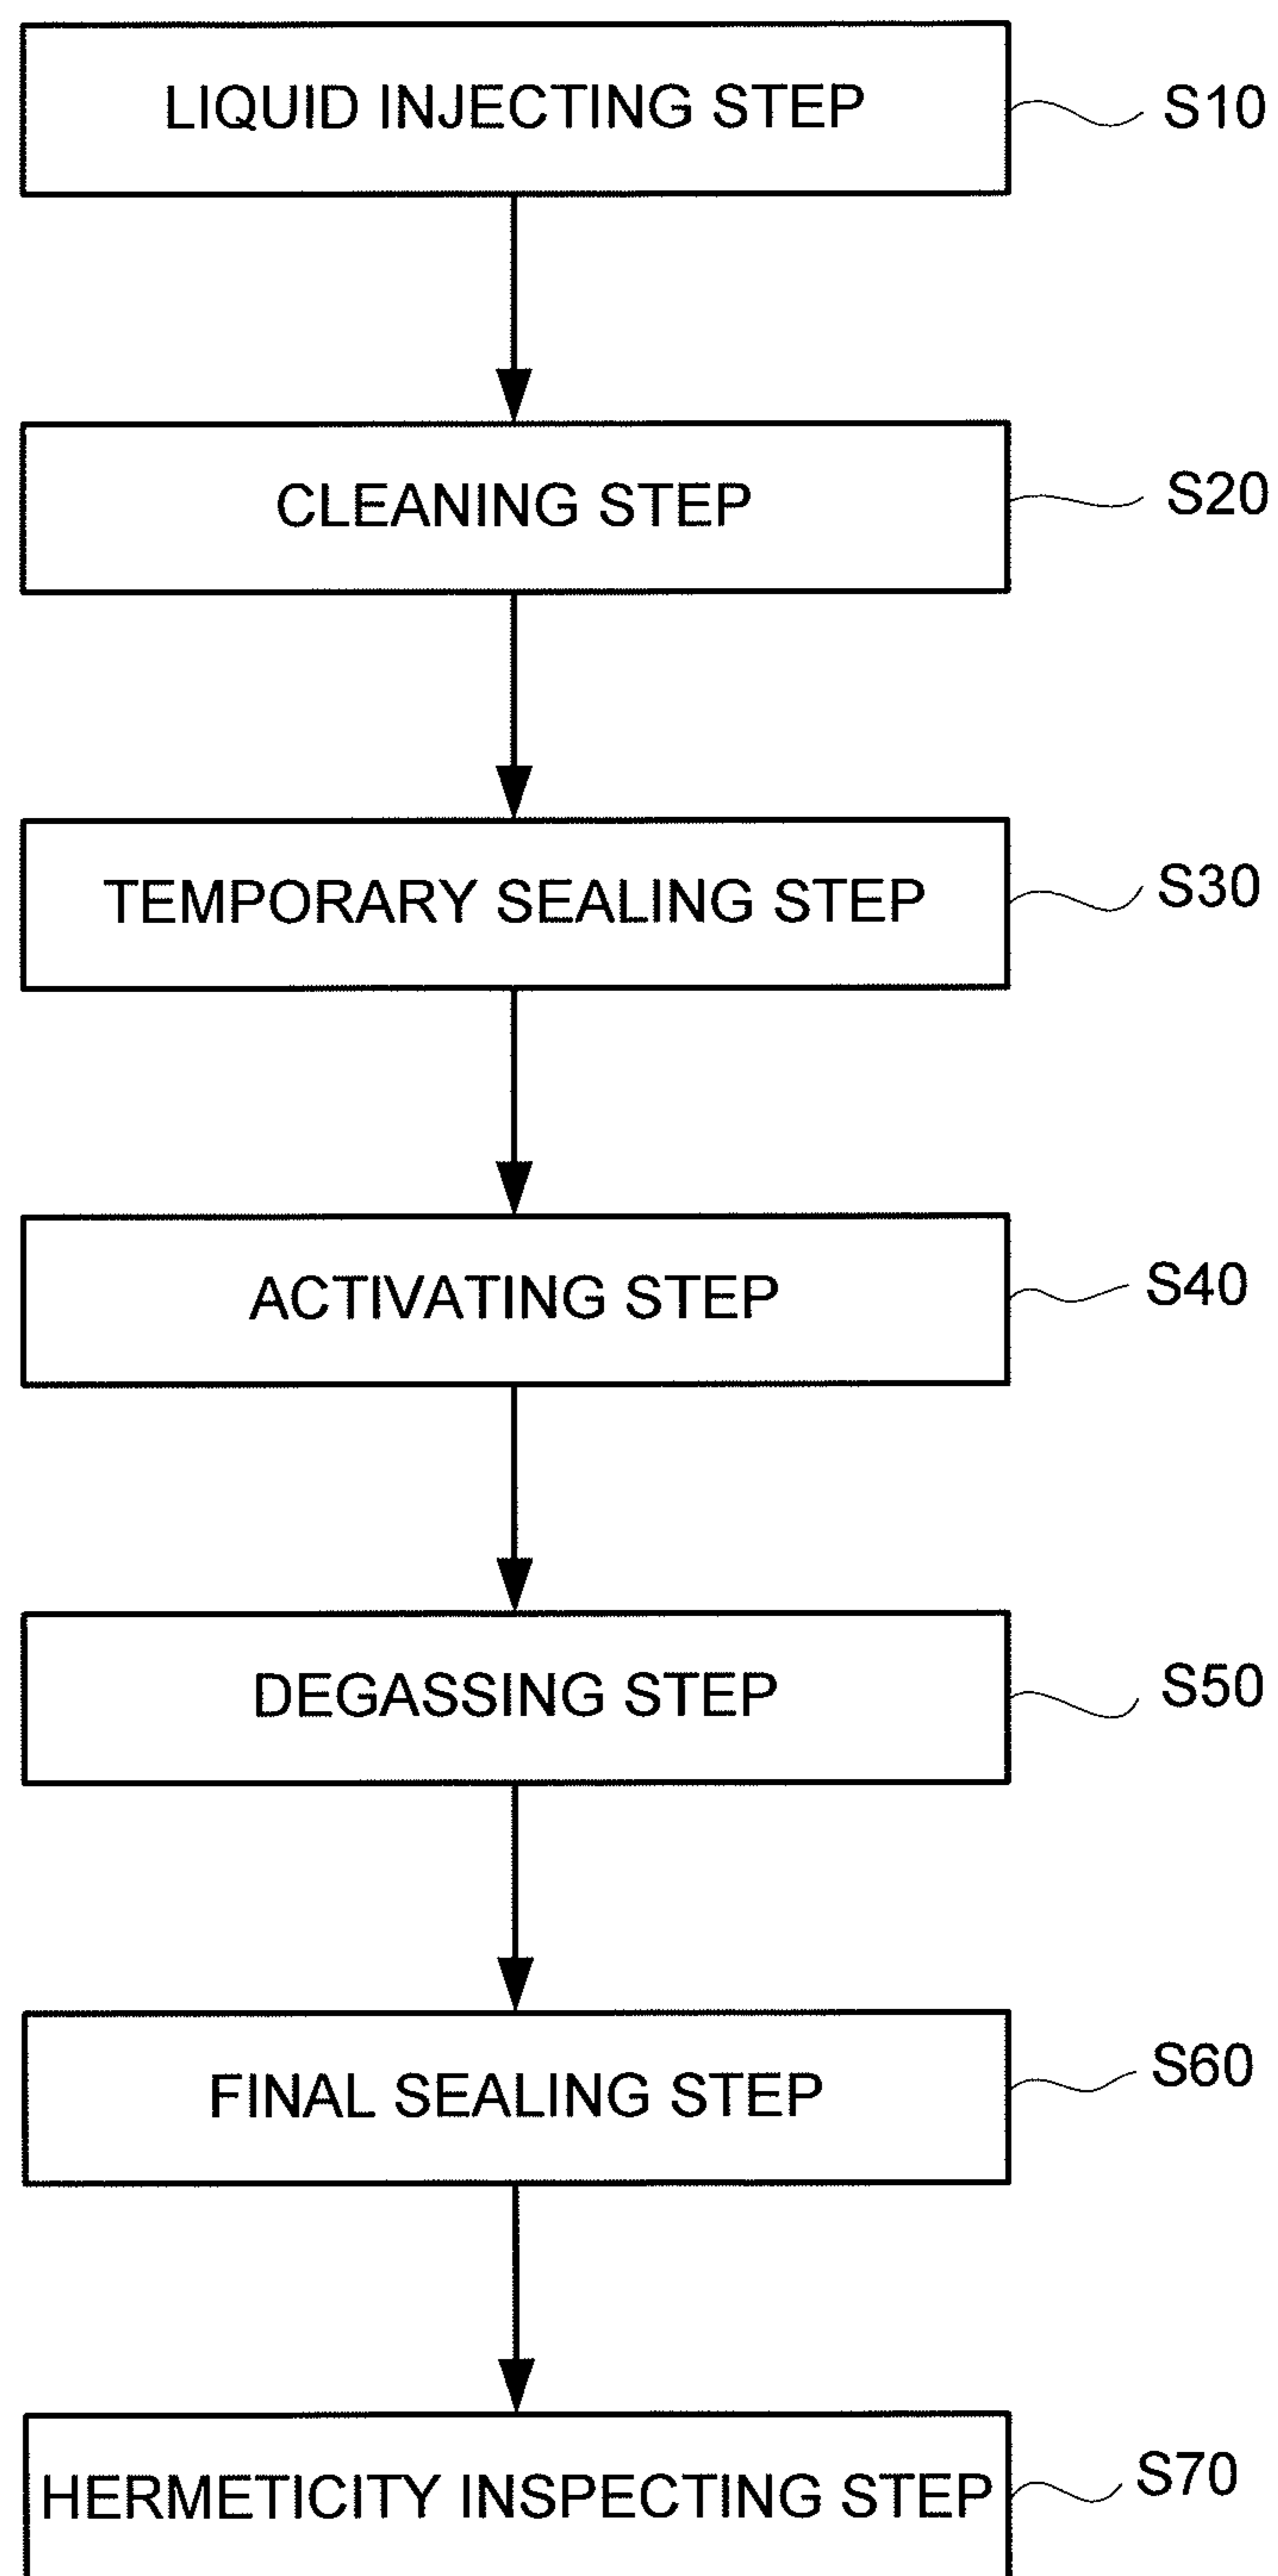 LIQUID INJECTING STEP S10
CLEANING STEP S20
TEMPORARY SEALING STEP S30
ACTIVATING STEP S40
DEGASSING STEP S50
FINAL SEALING STEP S60
HERMETICITY INSPECTING STEP S70